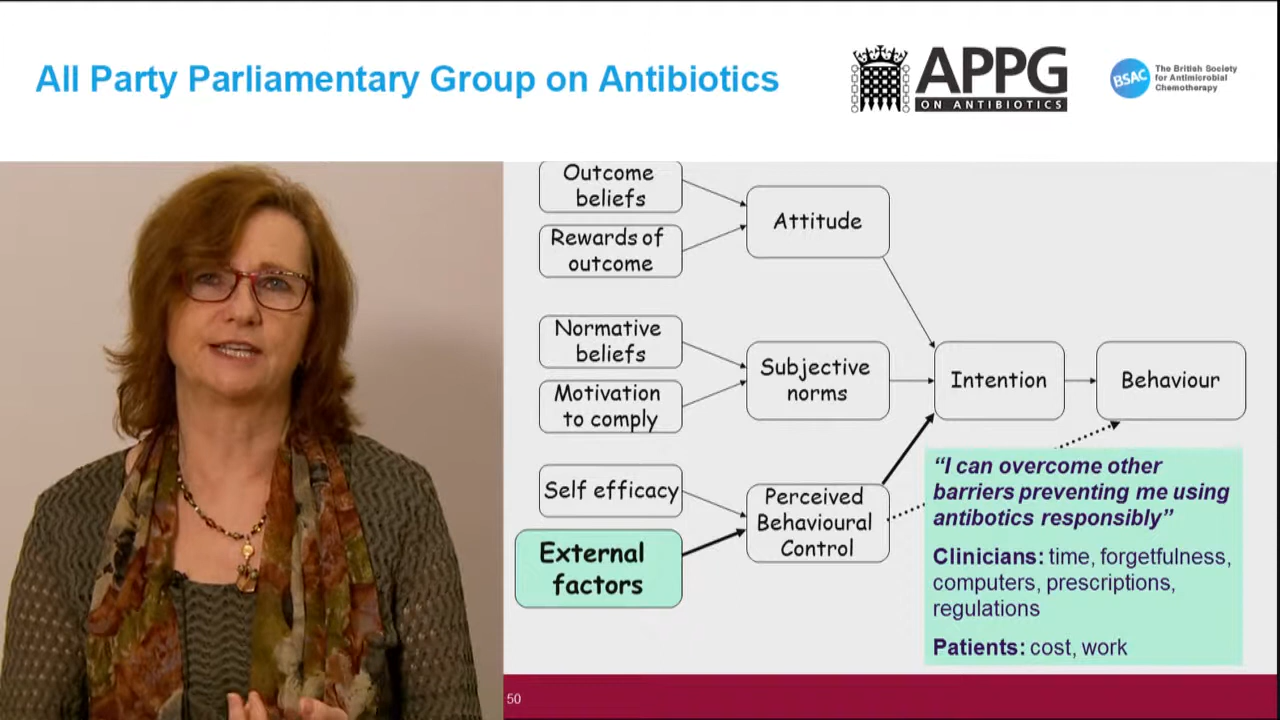 All Party Parliamentary Group on Antibiotics
APPG
ON ANTIBIOTICS
BSAC
The British Society
for Antimicrobial
Chemotherapy
Outcome
beliefs
Rewards of
outcome
Attitude
Normative
beliefs
Motivation
to comply
Subjective
norms
Intention
Behaviour
Self efficacy
External
factors
Perceived
Behavioural
Control
“I can overcome other
barriers preventing me using
antibotics responsibly”
Clinicians: time, forgetfulness,
computers, prescriptions,
regulations
Patients: cost, work
50